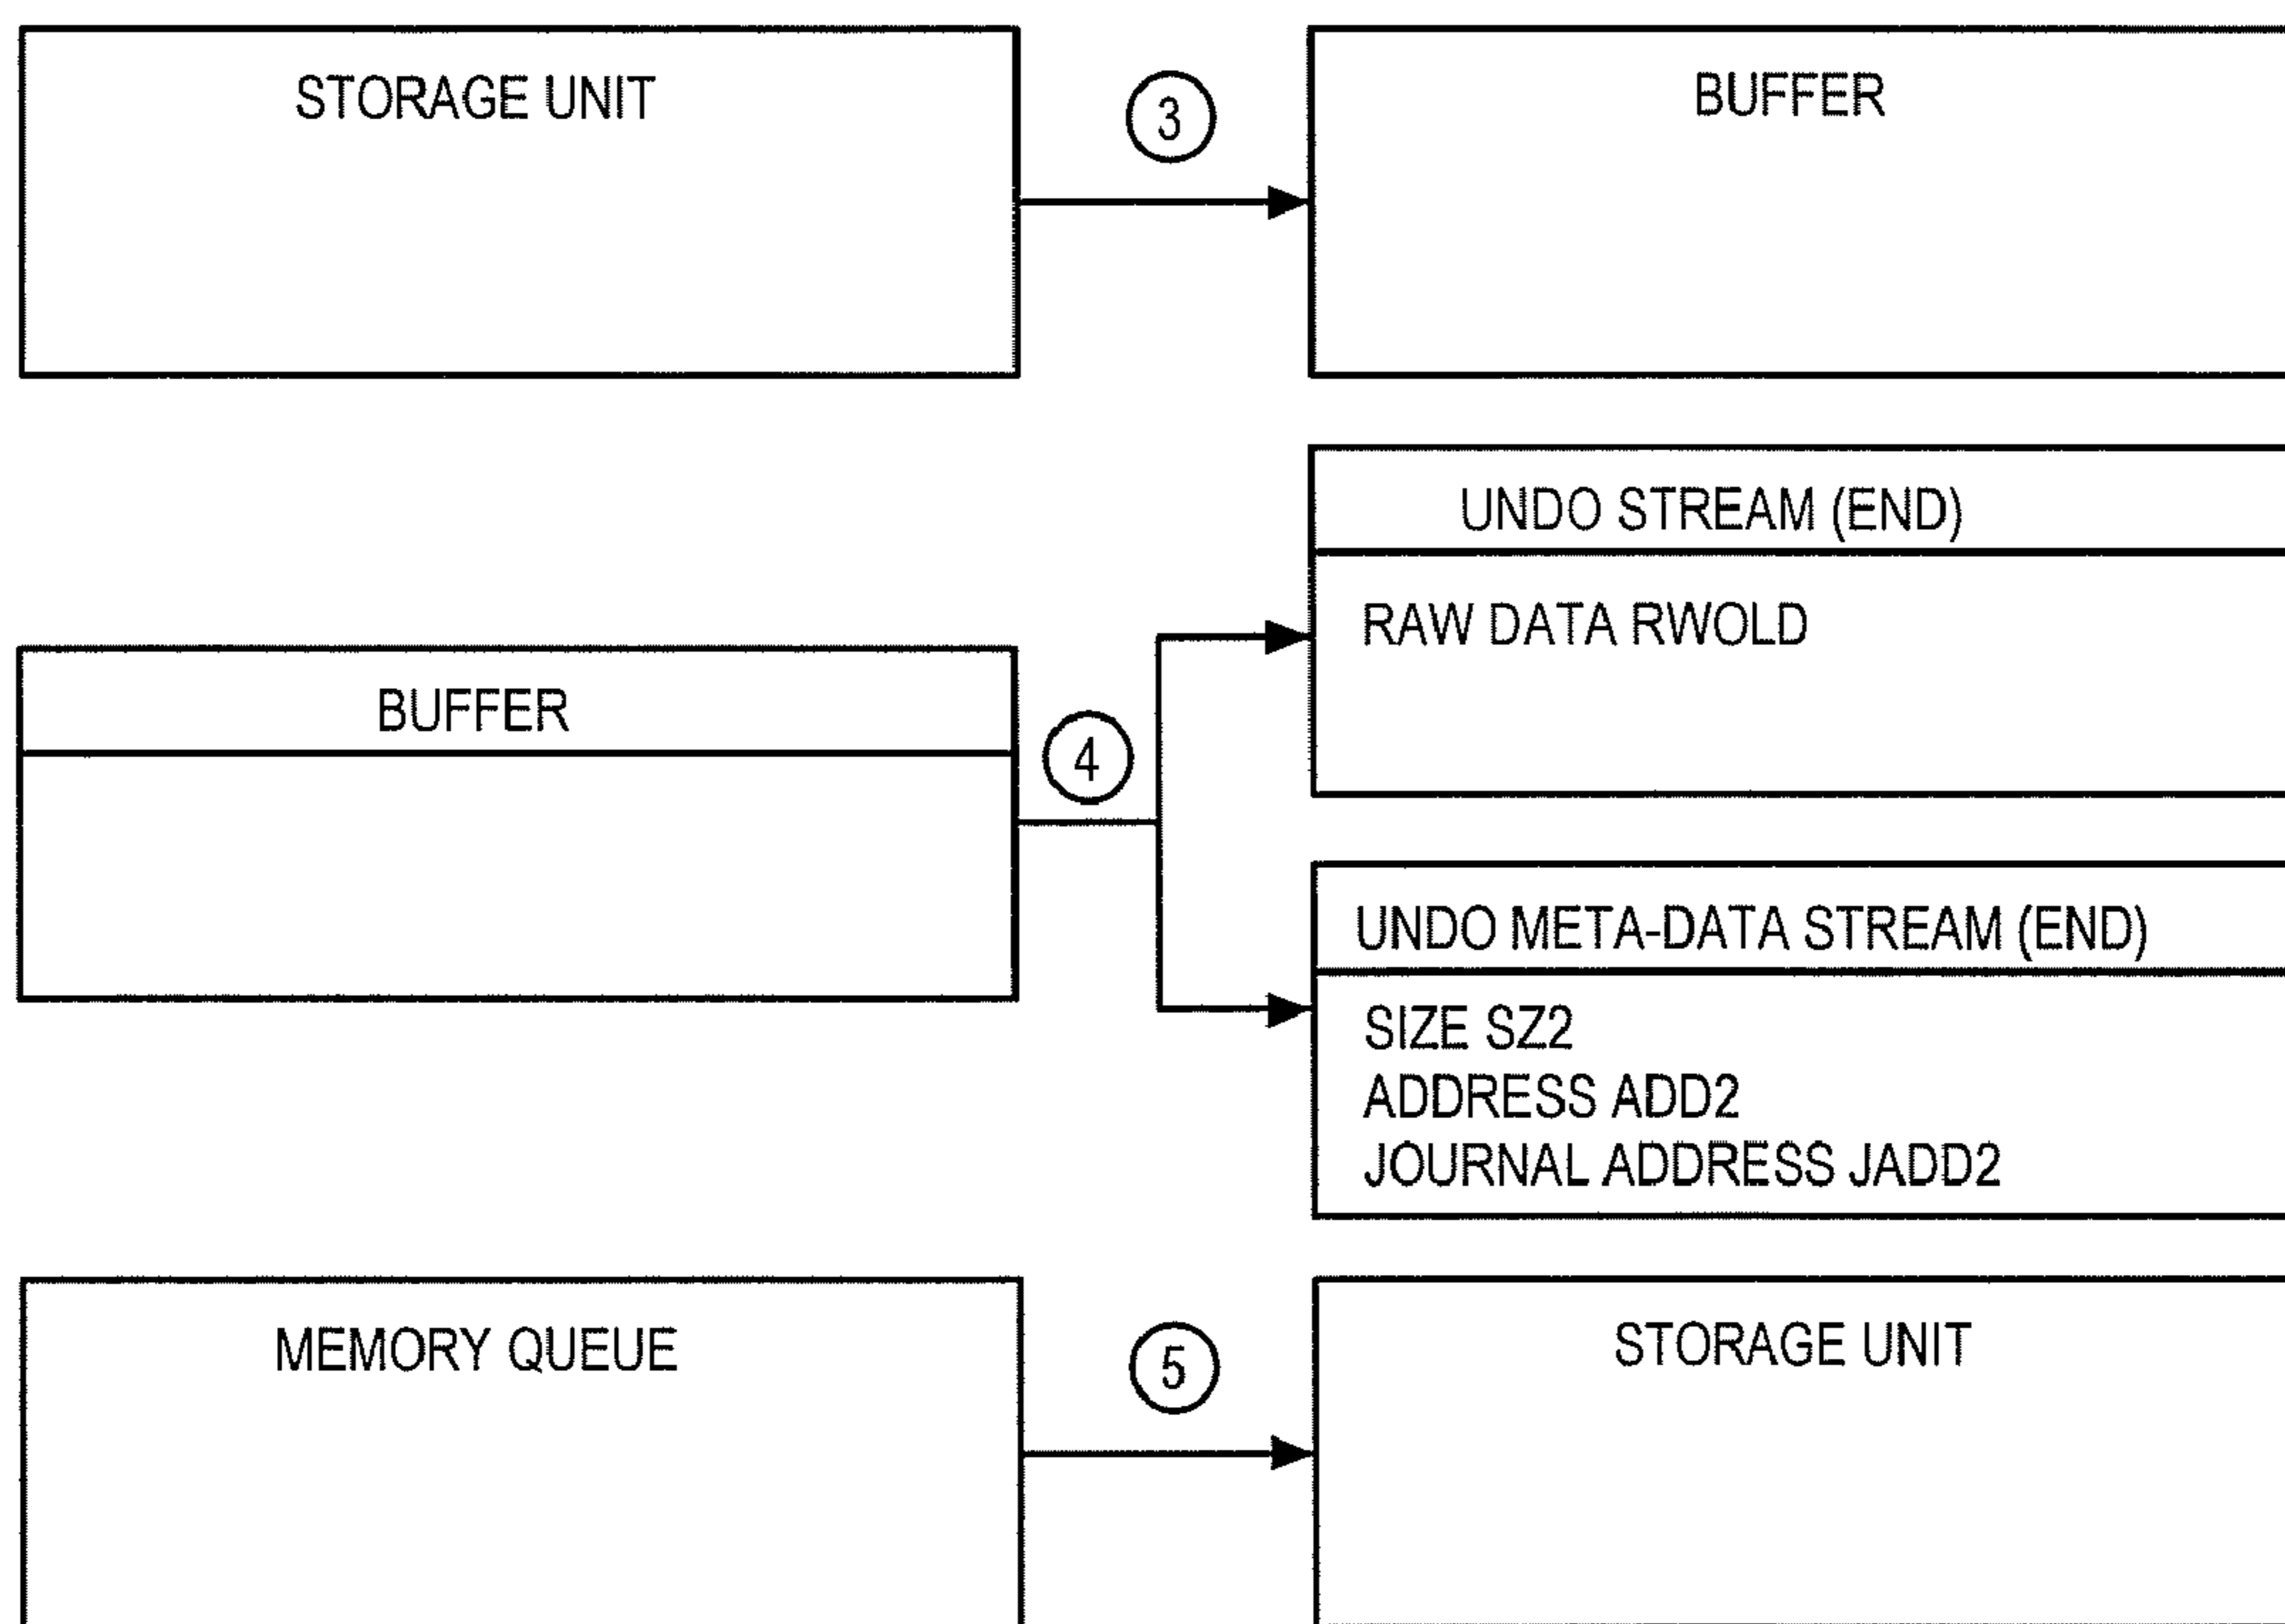 STORAGE UNIT
3
BUFFER
UNDO STREAM (END)
RAW DATA RWOLD
BUFFER
4
UNDO META-DATA STREAM (END)
SIZE SZ2
ADDRESS ADD2
JOURNAL ADDRESS JADD2
MEMORY QUEUE
5
STORAGE UNIT